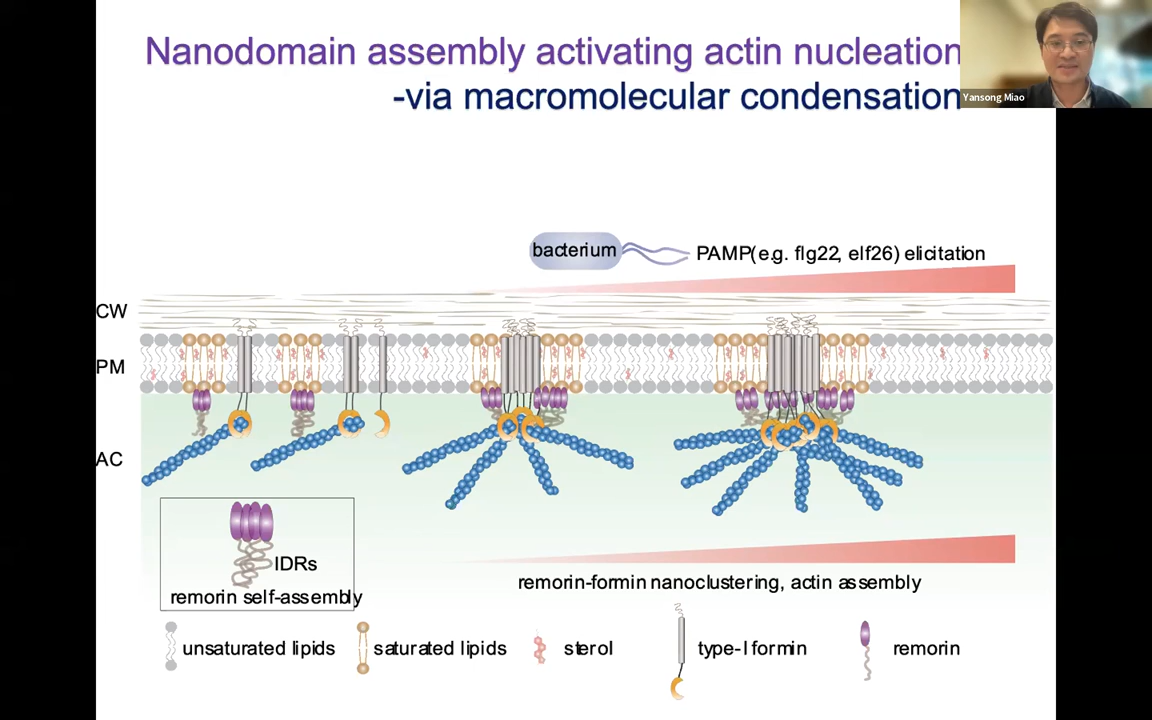 Nanodomain assembly activating actin nucleation
-via macromolecular condensation
Yansong Miao
bacterium
PAMP(e.g. flg22, elf26) elicitation
CW
PM
AC
IDRs
remorin self-assembly
remorin-formin nanoclustering, actin assembly
unsaturated lipids
saturated lipids
sterol
type-I formin
remorin